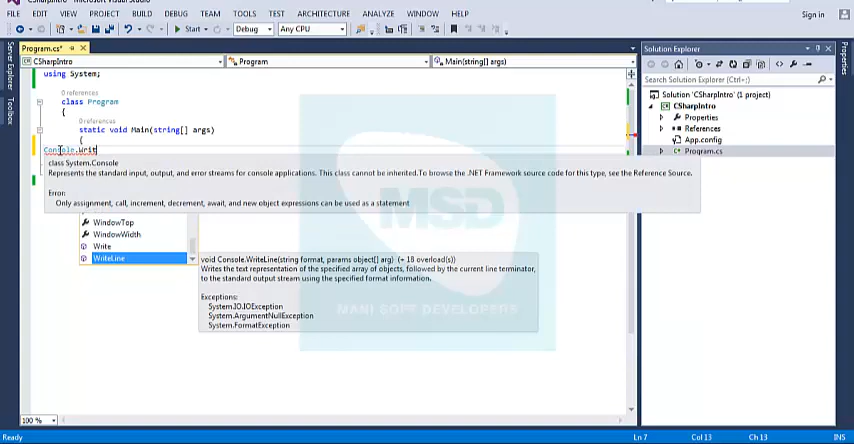 FILE EDIT VIEW PROJECT BUILD DEBUG TEAM TOOLS TEST ARCHITECTURE ANALYZE WINDOW HELP
Sign in
Start Debug Any CPU
Server Explorer
Toolbox
Program.cs*
CSharpIntro Program Main(string[] args)
using System;
0 references
class Program
{
0 references
static void Main(string[] args)
{
Console.Writ
class System.Console
Represents the standard input, output, and error streams for console applications. This class cannot be inherited.To browse the .NET Framework source code for this type, see the Reference Source.
Error:
Only assignment, call, increment, decrement, await, and new object expressions can be used as a statement
WindowTop
WindowWidth
Write
WriteLine
void Console.WriteLine(string format, params object[] arg) (+ 18 overload(s))
Writes the text representation of the specified array of objects, followed by the current line terminator,
to the standard output stream using the specified format information.
Exceptions:
System.IO.IOException
System.ArgumentNullException
System.FormatException
MSD
MANI SOFT DEVELOPERS
Solution Explorer
Search Solution Explorer (Ctrl+;)
Solution 'CSharpIntro' (1 project)
CSharpIntro
Properties
References
App.config
Program.cs
Properties
100 %
Ready Ln 7 Col 13 Ch 13 INS